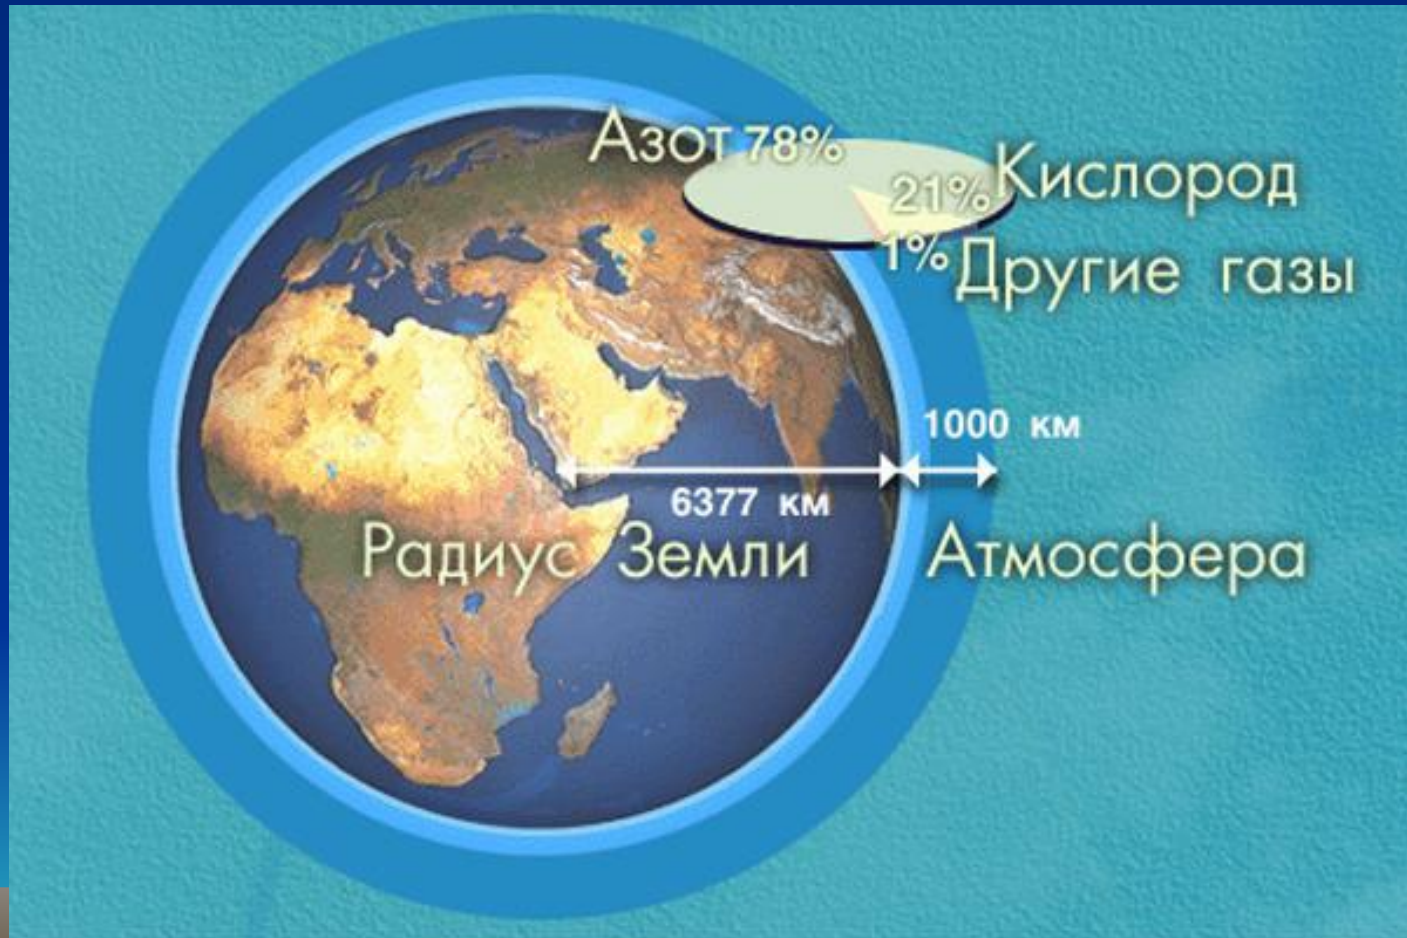 Азот 78%
21% Кислород
1% Другие газы
1000 км
6377 км
Радиус Земли
Атмосфера